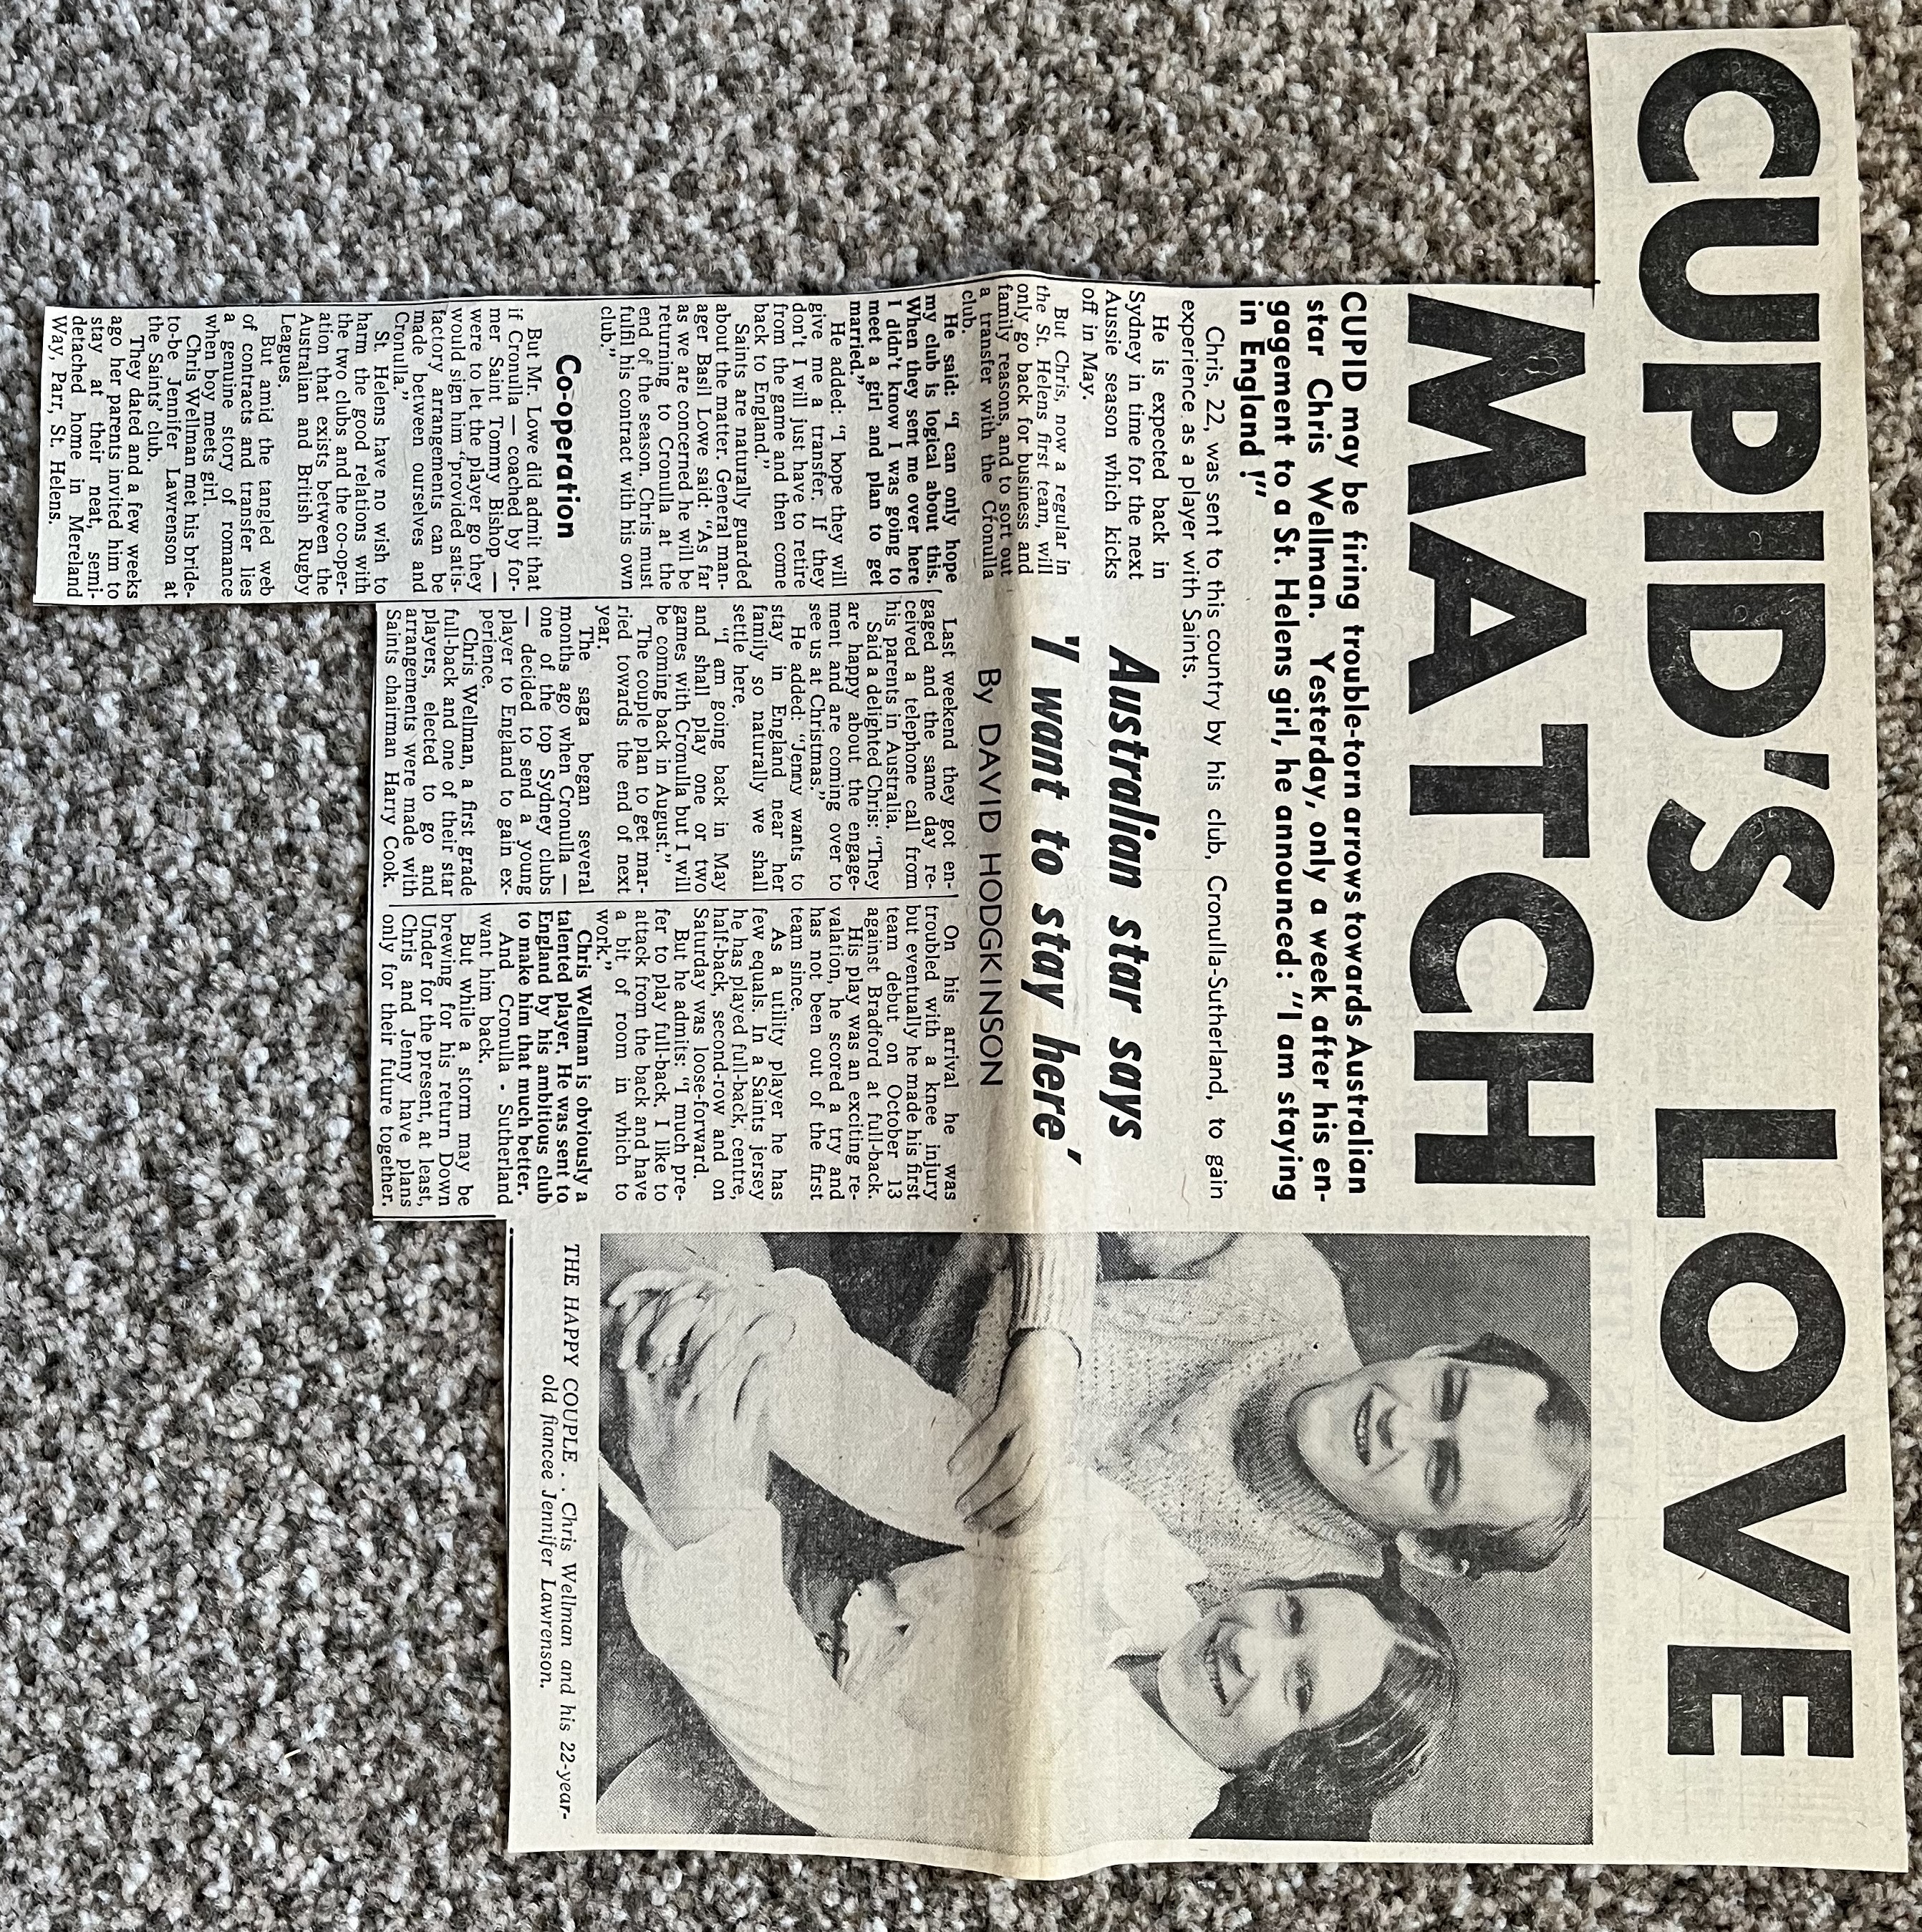 CUPID'S LOVE
MATCH
CUPID may be firing trouble-torn arrows towards Australian
star Chris Wellman. Yesterday, only a week after his en-
gagement to a St. Helens girl, he announced: "I am staying
in England!"
Chris, 22, was sent to this country by his club, Cronulla-Sutherland, to gain
experience as a player with Saints.
He is expected back in
Sydney in time for the next
Aussie season which kicks
off in May.
But Chris, now a regular in
the St. Helens first team, will
only go back for business and
family reasons, and to sort out
a transfer with the Cronulla
club.
He said: "I can only hope
my club is logical about this.
When they sent me over here
I didn't know I was going to
meet a girl and plan to get
married."
He added: "I hope they will
give me a transfer. If they
don't I will just have to retire
from the game and then come
back to England."
Saints are naturally guarded
about the matter. General man-
ager Basil Lowe said: "As far
as we are concerned he will be
returning to Cronulla at the
end of the season. Chris must
fulfil his contract with his own
club."
Co-operation
But Mr. Lowe did admit that
if Cronulla — coached by for-
mer Saint Tommy Bishop —
were to let the player go they
would sign him "provided satis-
factory arrangements can be
made between ourselves and
Cronulla."
St. Helens have no wish to
harm the good relations with
the two clubs and the co-oper-
ation that exists between the
Australian and British Rugby
Leagues.
But amid the tangled web
of contracts and transfer lies
a genuine story of romance
when boy meets girl.
Chris Wellman met his bride-
to-be Jennifer Lawrenson at
the Saints' club.
They dated and a few weeks
ago her parents invited him to
stay at their neat, semi-
detached home in Mereland
Way, Parr, St. Helens.
Australian star says
'I want to stay here'
By DAVID HODGKINSON
Last weekend they got en-
gaged and the same day re-
ceived a telephone call from
his parents in Australia.
Said a delighted Chris: "They
are happy about the engage-
ment and are coming over to
see us at Christmas."
He added: "Jenny wants to
stay in England near her
family so naturally we shall
settle here.
"I am going back in May
and shall play one or two
games with Cronulla but I will
be coming back in August."
The couple plan to get mar-
ried towards the end of next
year.
The saga began several
months ago when Cronulla —
one of the top Sydney clubs
— decided to send a young
player to England to gain ex-
perience.
Chris Wellman, a first grade
full-back and one of their star
players, elected to go and
arrangements were made with
Saints chairman Harry Cook.
On his arrival he was
troubled with a knee injury
but eventually he made his first
team debut on October 13
against Bradford at full-back.
His play was an exciting re-
valation, he scored a try and
has not been out of the first
team since.
As a utility player he has
few equals. In a Saints jersey
he has played full-back, centre,
half-back, second-row and on
Saturday was loose-forward.
But he admits: "I much pre-
fer to play full-back. I like to
attack from the back and have
a bit of room in which to
work."
Chris Wellman is obviously a
talented player. He was sent to
England by his ambitious club
to make him that much better.
And Cronulla - Sutherland
want him back.
But while a storm may be
brewing for his return Down
Under for the present, at least,
Chris and Jenny have plans
only for their future together.
THE HAPPY COUPLE . . Chris Wellman and his 22-year-
old fiancee Jennifer Lawrenson.